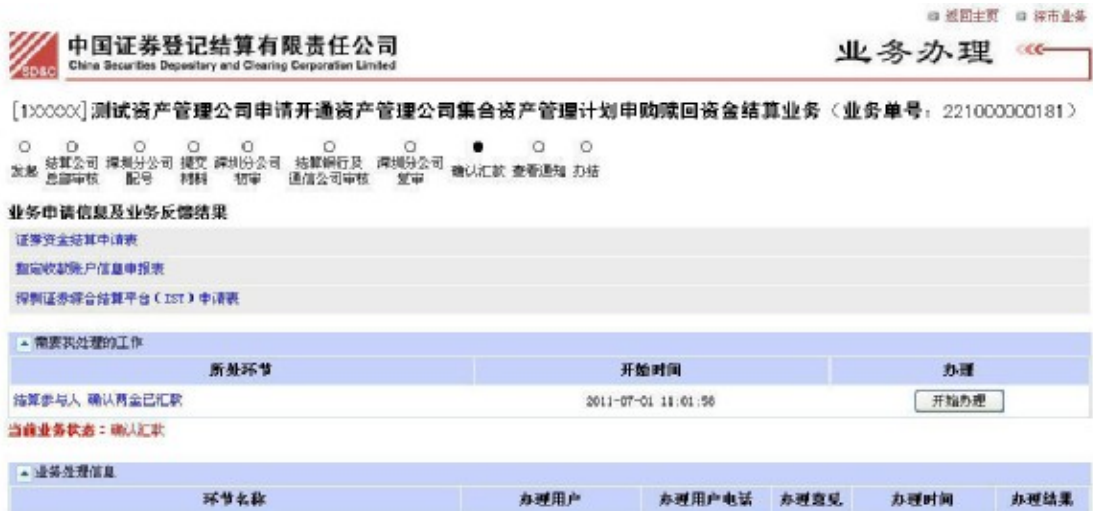 返回主页 深市业务
中国证券登记结算有限责任公司
China Securities Depository and Clearing Corporation Limited
SD&C
业务办理
[1XXXXX]测试资产管理公司申请开通资产管理公司集合资产管理计划申购赎回资金结算业务（业务单号：221000000181）
发起 结算公司总部审核 深圳分公司配号 提交材料 深圳分公司初审 结算银行及通信公司审核 深圳分公司复审 确认汇款 查看通知 办结
业务申请信息及业务反馈结果
证券资金结算申请表
指定收款账户信息申报表
深圳证券综合结算平台（IST）申请表
需要我处理的工作
所处环节 开始时间 办理
结算参与人 确认两金已汇款 2011-07-01 18:01:58 开始办理
当前业务状态：确认汇款
业务处理信息
环节名称 办理用户 办理用户电话 办理意见 办理时间 办理结果